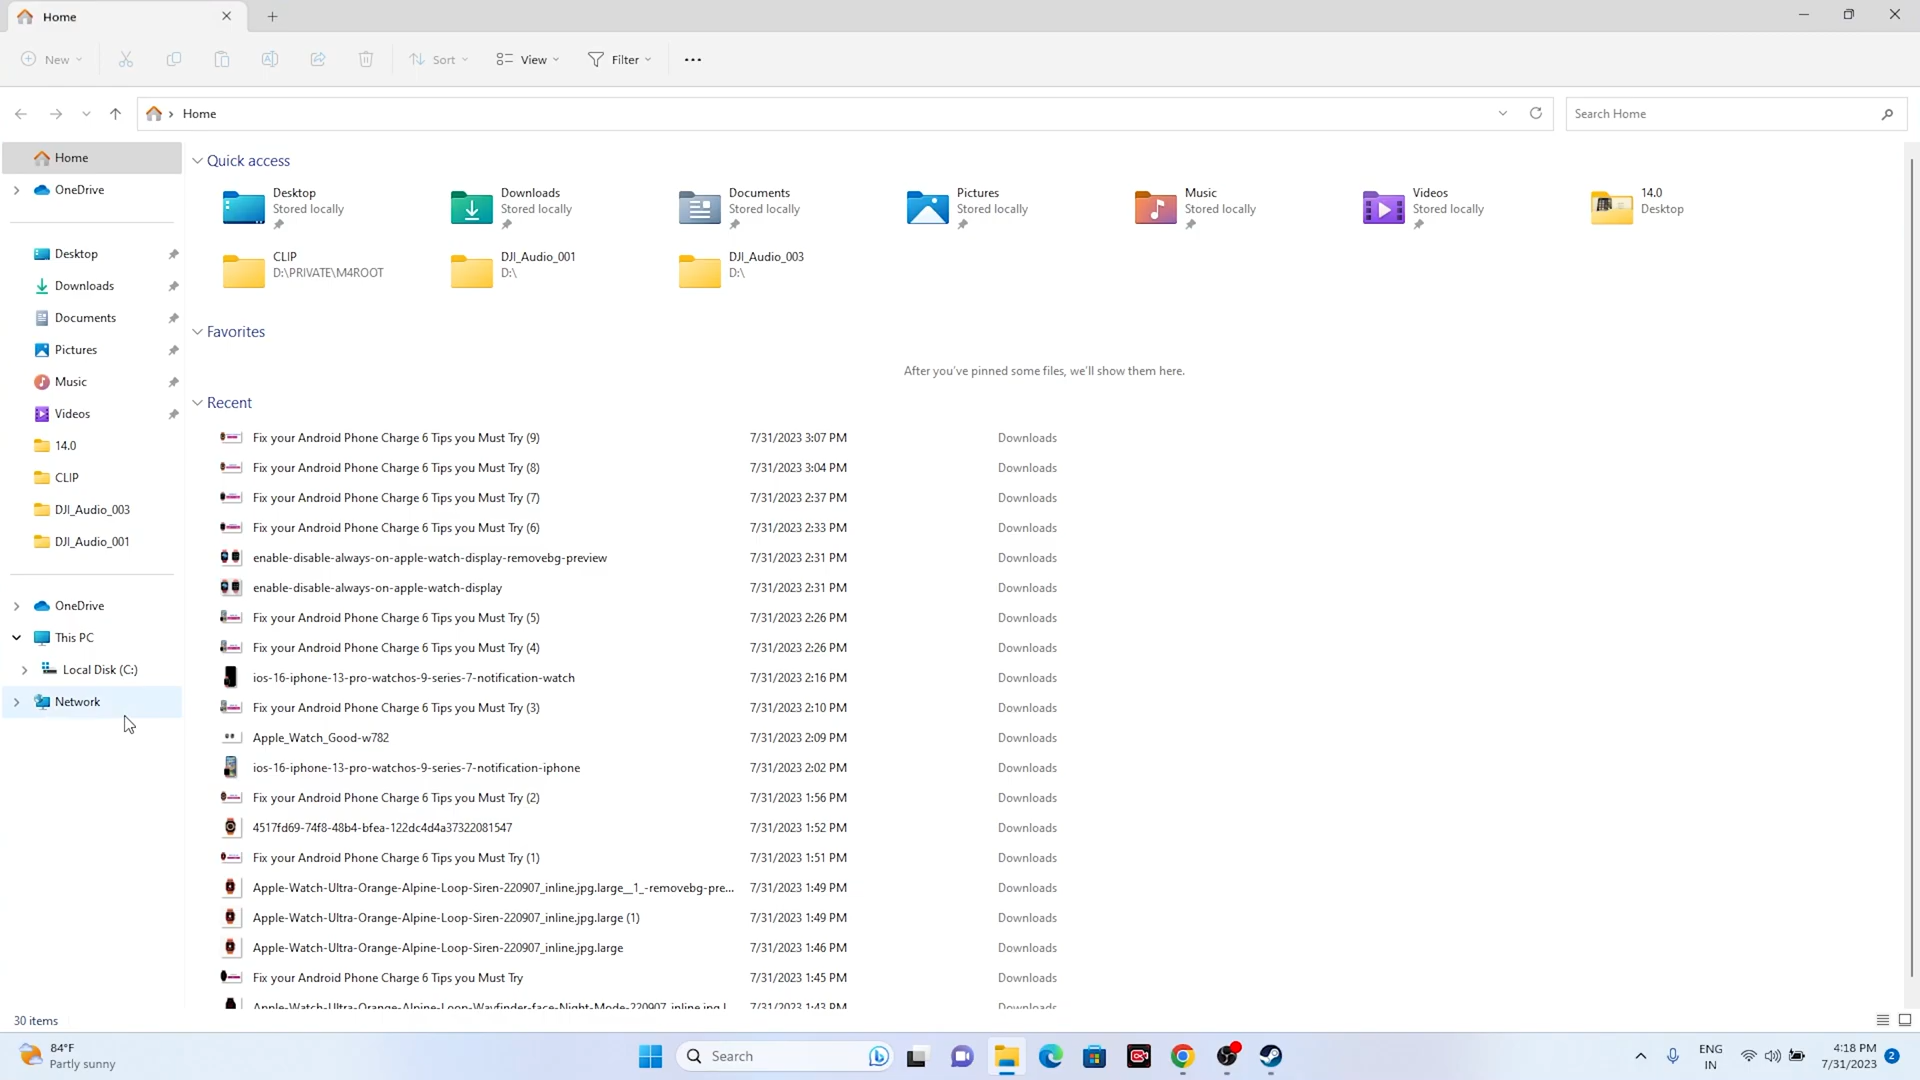 Home
New
Sort
View
Filter
Home
Search Home
Home
OneDrive
Desktop
Downloads
Documents
Pictures
Music
Videos
14.0
CLIP
DJI_Audio_003
DJI_Audio_001
OneDrive
This PC
Local Disk (C:)
Network
Quick access
Desktop
Stored locally
Downloads
Stored locally
Documents
Stored locally
Pictures
Stored locally
Music
Stored locally
Videos
Stored locally
14.0
Desktop
CLIP
D:\PRIVATE\M4ROOT
DJI_Audio_001
D:\
DJI_Audio_003
D:\
Favorites
After you've pinned some files, we'll show them here.
Recent
Fix your Android Phone Charge 6 Tips you Must Try (9) 7/31/2023 3:07 PM Downloads
Fix your Android Phone Charge 6 Tips you Must Try (8) 7/31/2023 3:04 PM Downloads
Fix your Android Phone Charge 6 Tips you Must Try (7) 7/31/2023 2:37 PM Downloads
Fix your Android Phone Charge 6 Tips you Must Try (6) 7/31/2023 2:33 PM Downloads
enable-disable-always-on-apple-watch-display-removebg-preview 7/31/2023 2:31 PM Downloads
enable-disable-always-on-apple-watch-display 7/31/2023 2:31 PM Downloads
Fix your Android Phone Charge 6 Tips you Must Try (5) 7/31/2023 2:26 PM Downloads
Fix your Android Phone Charge 6 Tips you Must Try (4) 7/31/2023 2:26 PM Downloads
ios-16-iphone-13-pro-watchos-9-series-7-notification-watch 7/31/2023 2:16 PM Downloads
Fix your Android Phone Charge 6 Tips you Must Try (3) 7/31/2023 2:10 PM Downloads
Apple_Watch_Good-w782 7/31/2023 2:09 PM Downloads
ios-16-iphone-13-pro-watchos-9-series-7-notification-iphone 7/31/2023 2:02 PM Downloads
Fix your Android Phone Charge 6 Tips you Must Try (2) 7/31/2023 1:56 PM Downloads
4517fd69-74f8-48b4-bfea-122dc4d4a37322081547 7/31/2023 1:52 PM Downloads
Fix your Android Phone Charge 6 Tips you Must Try (1) 7/31/2023 1:51 PM Downloads
Apple-Watch-Ultra-Orange-Alpine-Loop-Siren-220907_inline.jpg.large__1_-removebg-pre... 7/31/2023 1:49 PM Downloads
Apple-Watch-Ultra-Orange-Alpine-Loop-Siren-220907_inline.jpg.large (1) 7/31/2023 1:49 PM Downloads
Apple-Watch-Ultra-Orange-Alpine-Loop-Siren-220907_inline.jpg.large 7/31/2023 1:46 PM Downloads
Fix your Android Phone Charge 6 Tips you Must Try 7/31/2023 1:45 PM Downloads
Apple-Watch-Ultra-Orange-Alpine-Loop-Wayfinder-face-Night-Mode-220907_inline.jpg.l 7/31/2023 1:43 PM Downloads
30 items
84°F
Partly sunny
Search
ENG
IN
4:18 PM
7/31/2023
2